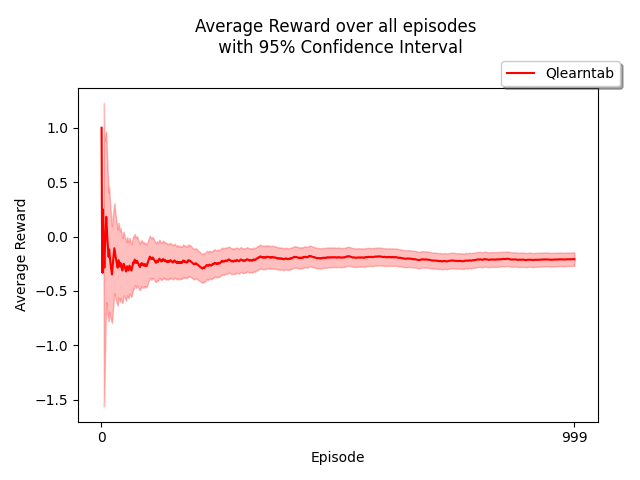 Average Reward over all episodes
with 95% Confidence Interval
Qlearntab
1.0
0.5
0.0
−0.5
−1.0
−1.5
Average Reward
0
999
Episode